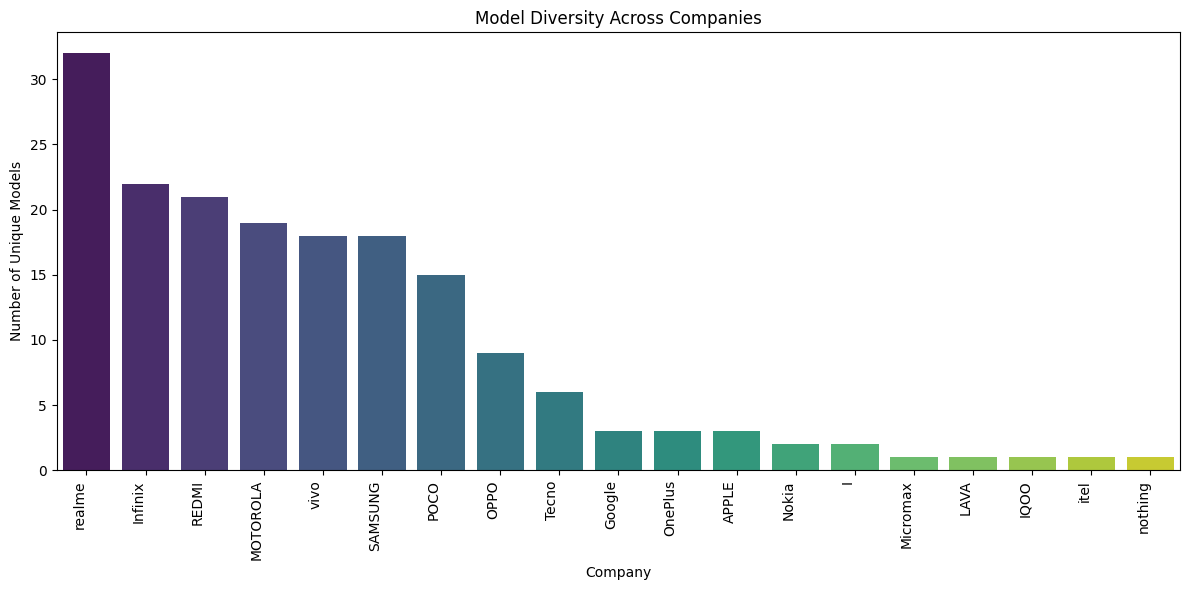 Model Diversity Across Companies
Number of Unique Models
30
25
20
15
10
5
0
realme
Infinix
REDMI
MOTOROLA
vivo
SAMSUNG
POCO
OPPO
Tecno
Google
OnePlus
APPLE
Nokia
I
Micromax
LAVA
IQOO
itel
nothing
Company